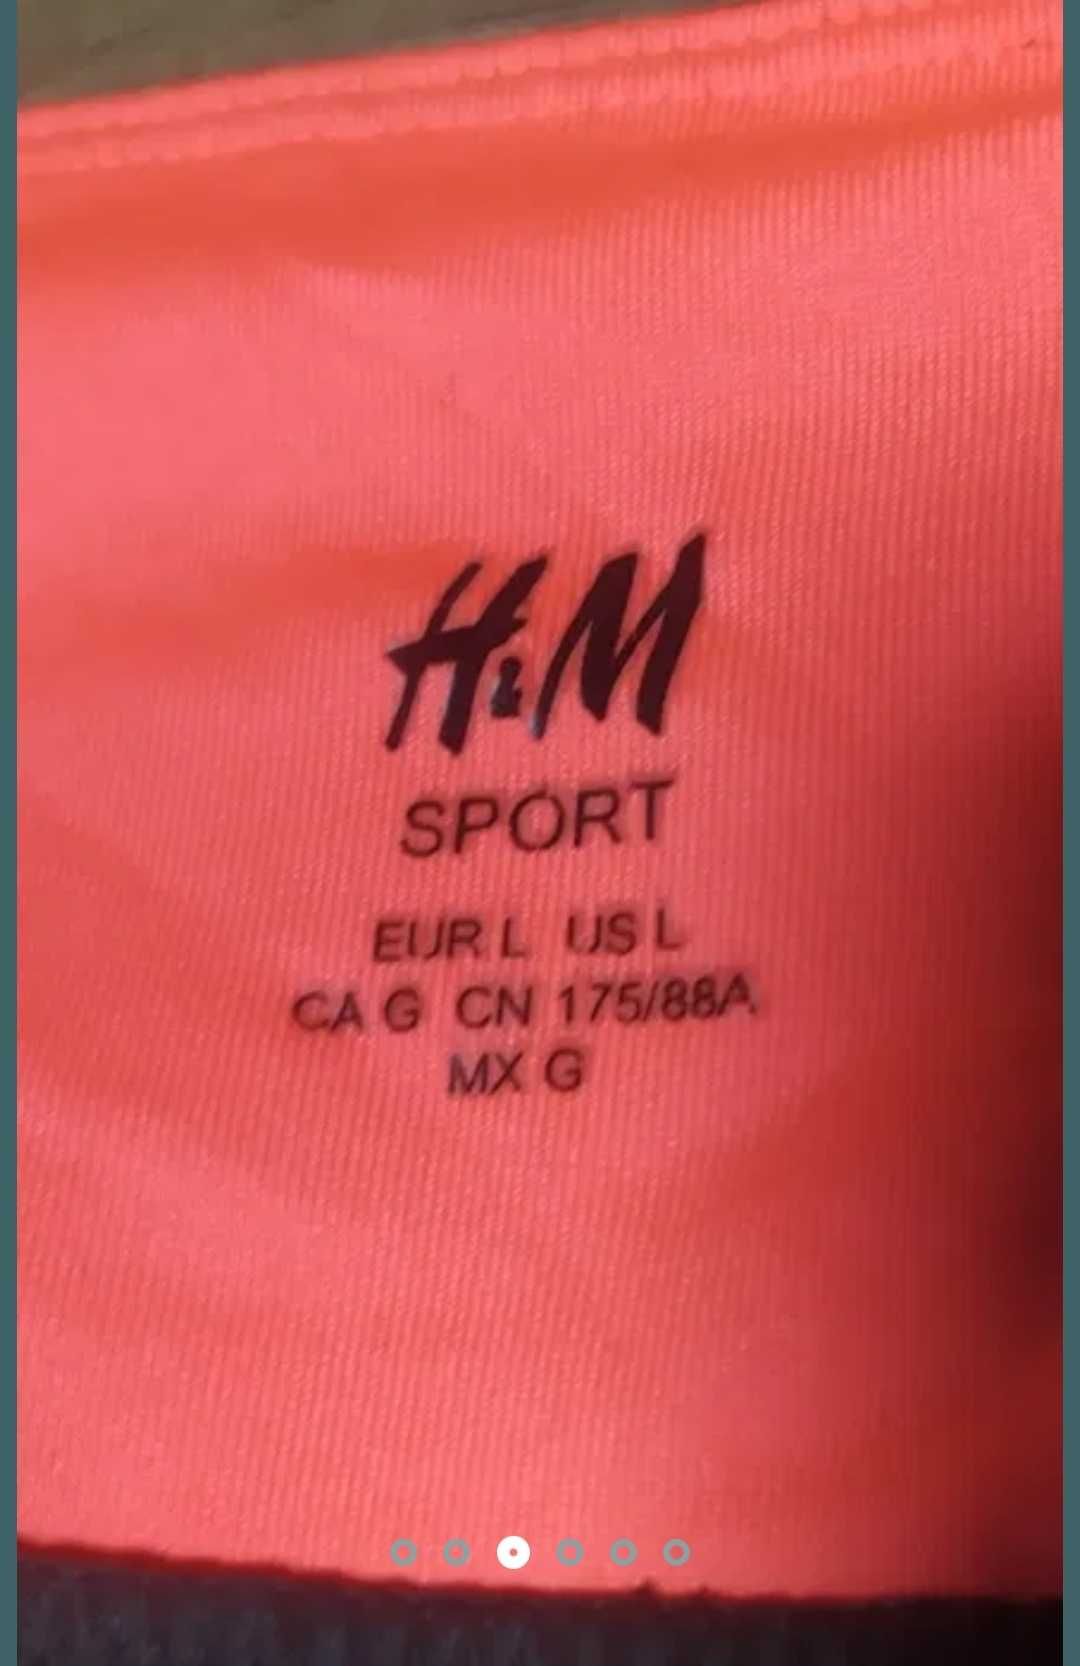 H&M
SPORT
EUR L US L
CA G CN 175/88A
MX G